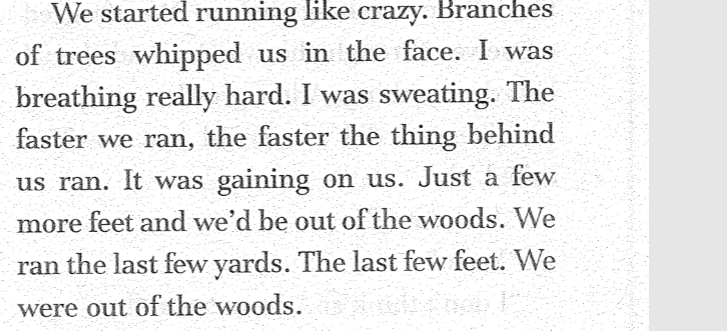 We started running like crazy. Branches
of trees whipped us in the face. I was
breathing really hard. I was sweating. The
faster we ran, the faster the thing behind
us ran. It was gaining on us. Just a few
more feet and we’d be out of the woods. We
ran the last few yards. The last few feet. We
were out of the woods.